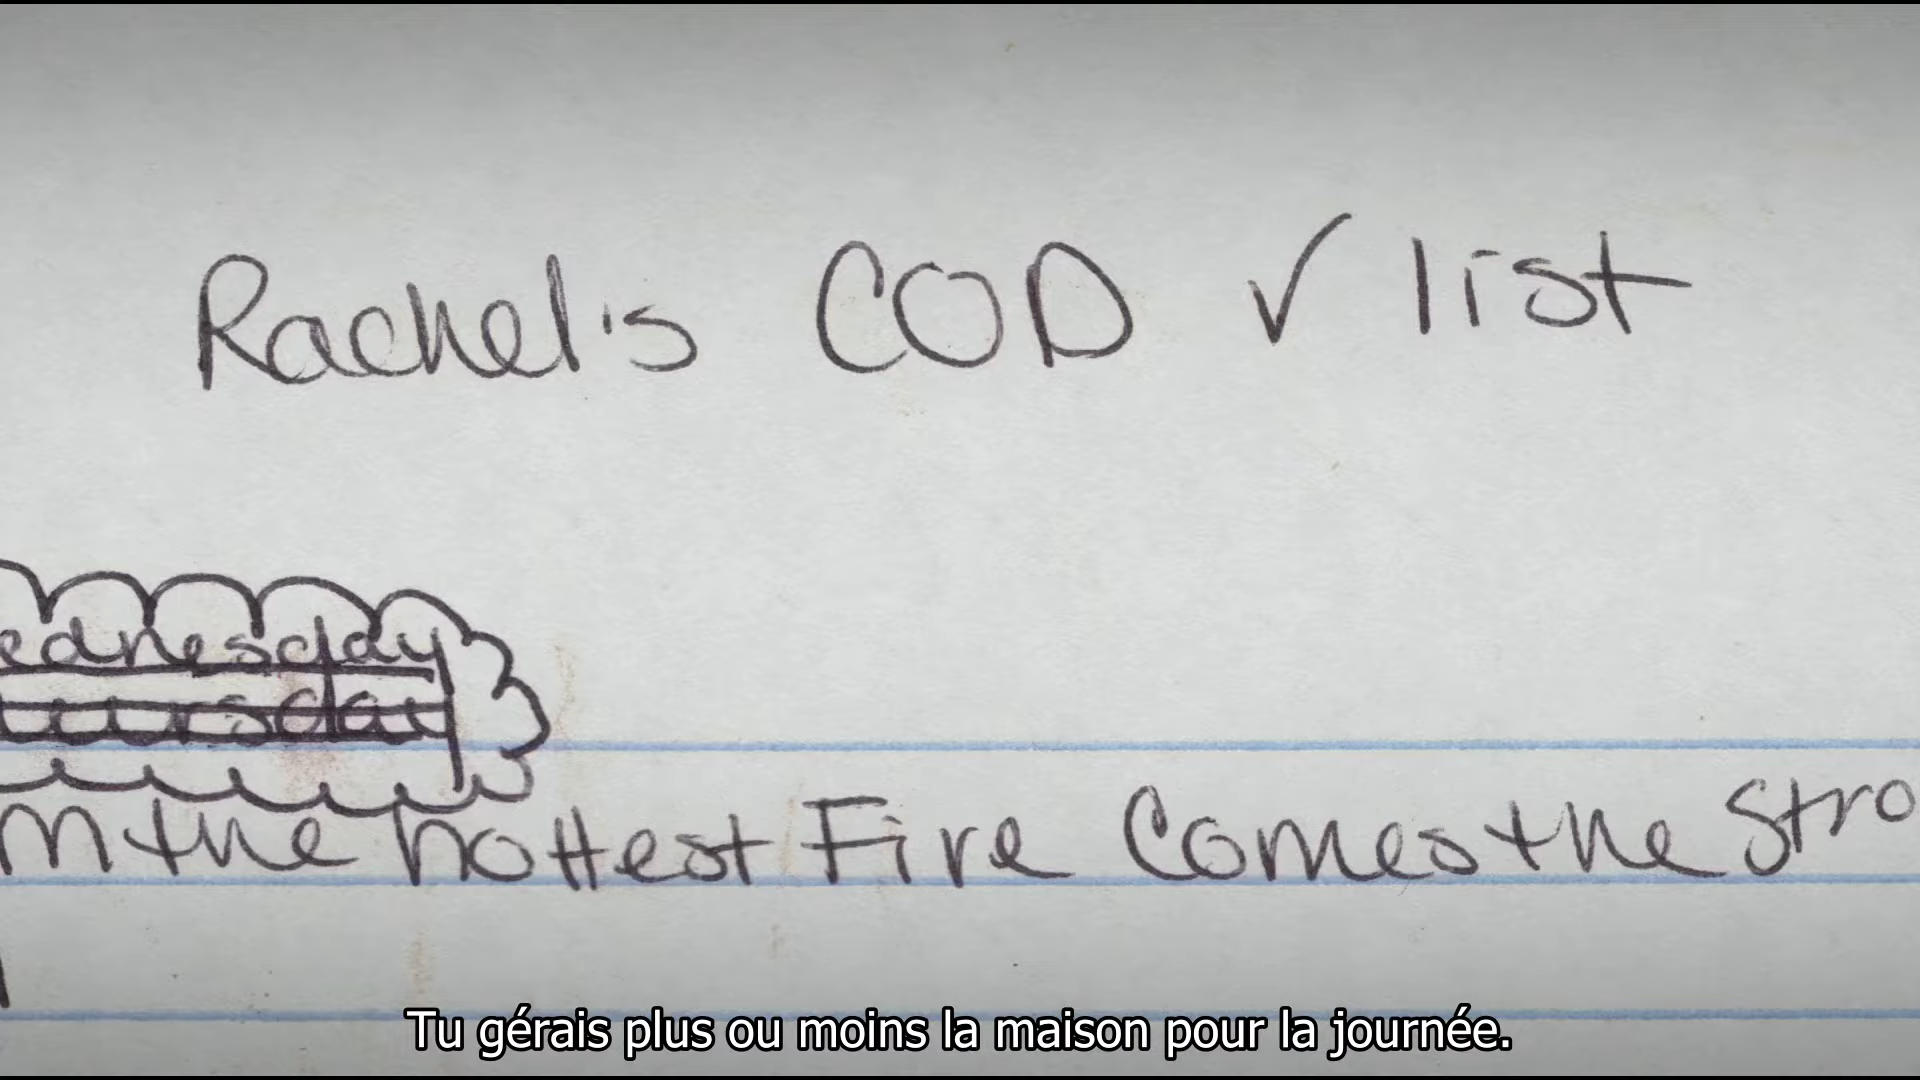 Rachel's COD ✓ list
ednesday
ursday
m the hottest Fire Comes the Stro
Tu gérais plus ou moins la maison pour la journée.